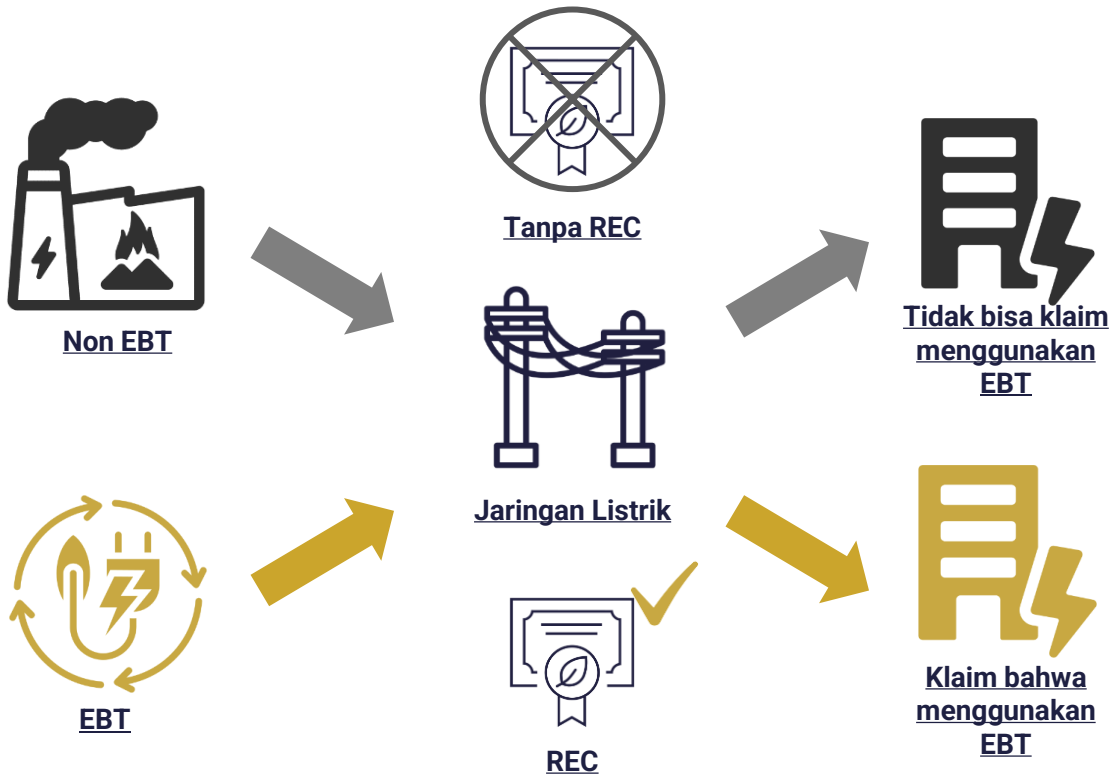 Tanpa REC
Non EBT
Tidak bisa klaim
menggunakan
EBT
Jaringan Listrik
EBT
REC
Klaim bahwa
menggunakan
EBT